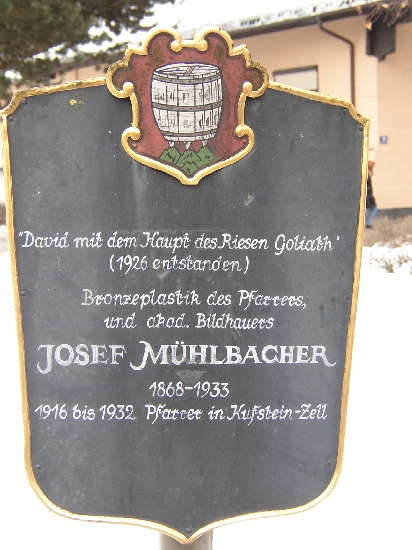 "David mit dem Haupt des Riesen Goliath"
(1926 entstanden)
Bronzeplastik des Pfarrers,
und akad. Bildhauers
JOSEF MÜHLBACHER
1868-1933
1916 bis 1932 Pfarrer in Kufstein-Zell